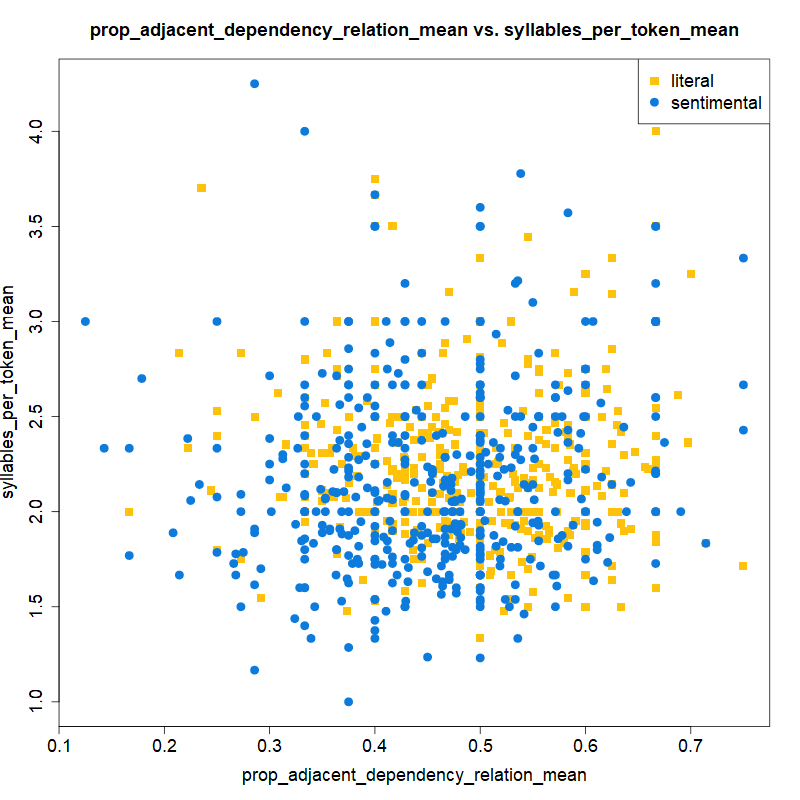 prop_adjacent_dependency_relation_mean vs. syllables_per_token_mean
literal
sentimental
4.0
3.5
3.0
2.5
2.0
1.5
1.0
syllables_per_token_mean
0.1 0.2 0.3 0.4 0.5 0.6 0.7
prop_adjacent_dependency_relation_mean